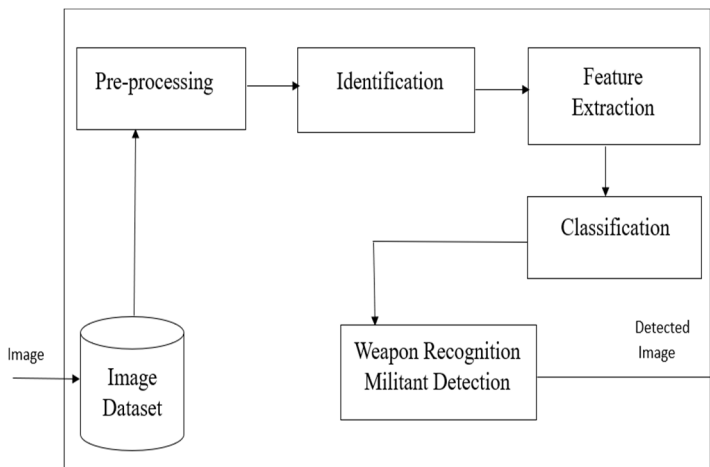 Pre-processing
Identification
Feature
Extraction
Classification
Weapon Recognition
Militant Detection
Detected
Image
Image
Image
Dataset